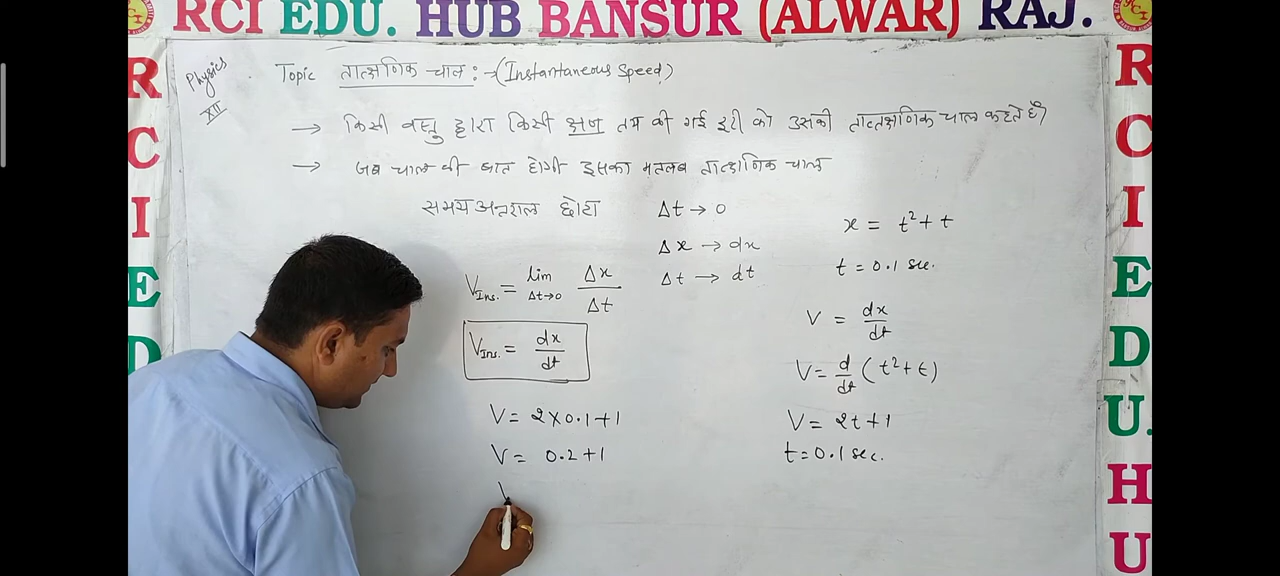 RCI EDU. HUB BANSUR (ALWAR) RAJ.
Physics
XII
Topic तात्क्षणिक चाल :→ (Instantaneous Speed)
→ किसी वस्तु द्वारा किसी क्षण तय की गई दूरी को उसकी तात्क्षणिक चाल कहते हैं
→ जब चाल की बात होगी इसका मतलब तात्क्षणिक चाल
समय अन्तराल छोटा Δt → 0
Δx → dx
Δt → dt
V_Ins. = lim Δt→0 Δx/Δt
V_Ins. = dx/dt
V = 2×0.1+1
V = 0.2+1
V
x = t²+t
t = 0.1 sec.
V = dx/dt
V = d/dt (t²+t)
V = 2t+1
t = 0.1 sec.
R
C
I
E
D
R
C
I
E
D
U.
H
U